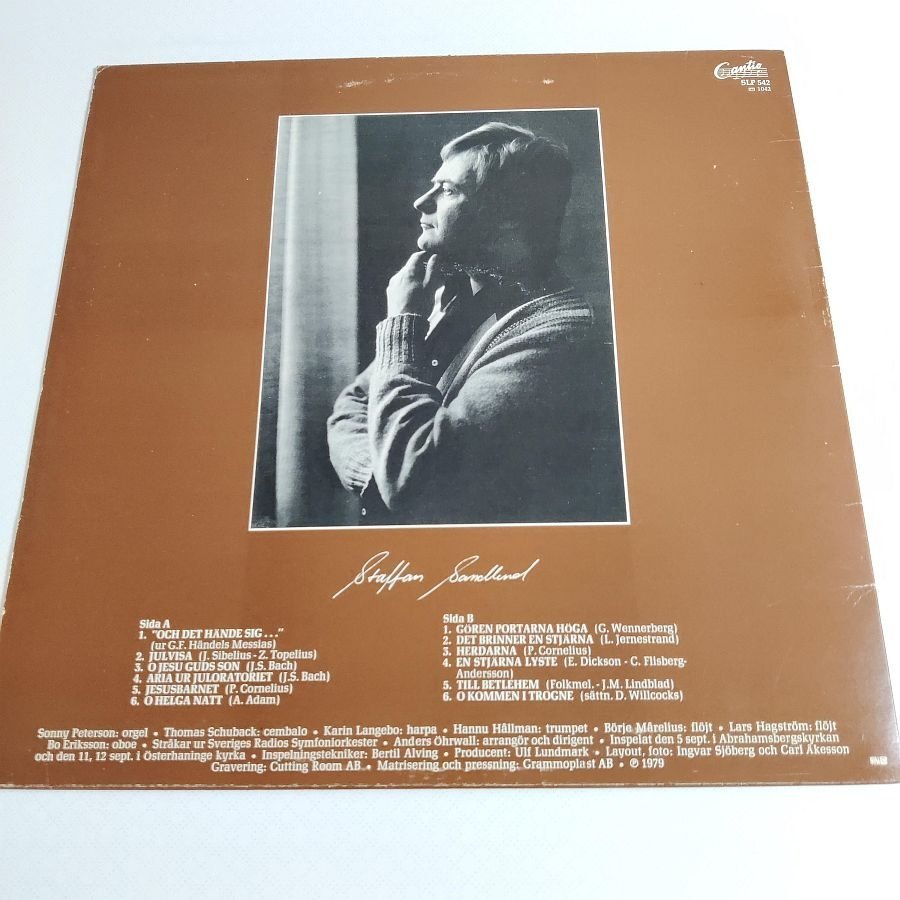 Cantio
SLP 542
1042
Staffan Sandlund
Sida A
1. "OCH DET HÄNDE SIG..."
(ur G.F. Händels Messias)
2. JULVISA (J. Sibelius - Z. Topelius)
3. O JESU GUDS SON (J.S. Bach)
4. ARIA UR JULORATORIET (J.S. Bach)
5. JESUSBARNET (P. Cornelius)
6. O HELGA NATT (A. Adam)
Sida B
1. GÖREN PORTARNA HÖGA (G. Wennerberg)
2. DET BRINNER EN STJÄRNA (L. Jernestrand)
3. HERDARNA (P. Cornelius)
4. EN STJÄRNA LYSTE (E. Dickson - C. Flisberg-
Andersson)
5. TILL BETLEHEM (Folkmel. - J.M. Lindblad)
6. O KOMMEN I TROGNE (sättn. D. Willcocks)
Sonny Peterson: orgel • Thomas Schuback: cembalo • Karin Langebo: harpa • Hannu Hällman: trumpet • Börje Mårelius: flöjt • Lars Hagström: flöjt
Bo Eriksson: oboe • Stråkar ur Sveriges Radios Symfoniorkester • Anders Öhrwall: arrangör och dirigent • Inspelat den 5 sept. i Abrahamsbergskyrkan
och den 11, 12 sept. i Österhaninge kyrka • Inspelningstekniker: Bertil Alving • Producent: Ulf Lundmark • Layout, foto: Ingvar Sjöberg och Carl Åkesson
Gravering: Cutting Room AB • Matrisering och pressning: Grammoplast AB • ℗ 1979